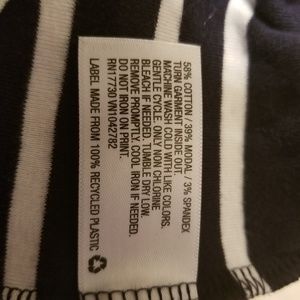 58% COTTON / 39% MODAL / 3% SPANDEX
TURN GARMENT INSIDE OUT.
MACHINE WASH COLD WITH LIKE COLORS.
GENTLE CYCLE. ONLY NON CHLORINE
BLEACH IF NEEDED. TUMBLE DRY LOW.
REMOVE PROMPTLY. COOL IRON IF NEEDED.
DO NOT IRON ON PRINT.
RN17730 VN1042782
LABEL MADE FROM 100% RECYCLED PLASTIC